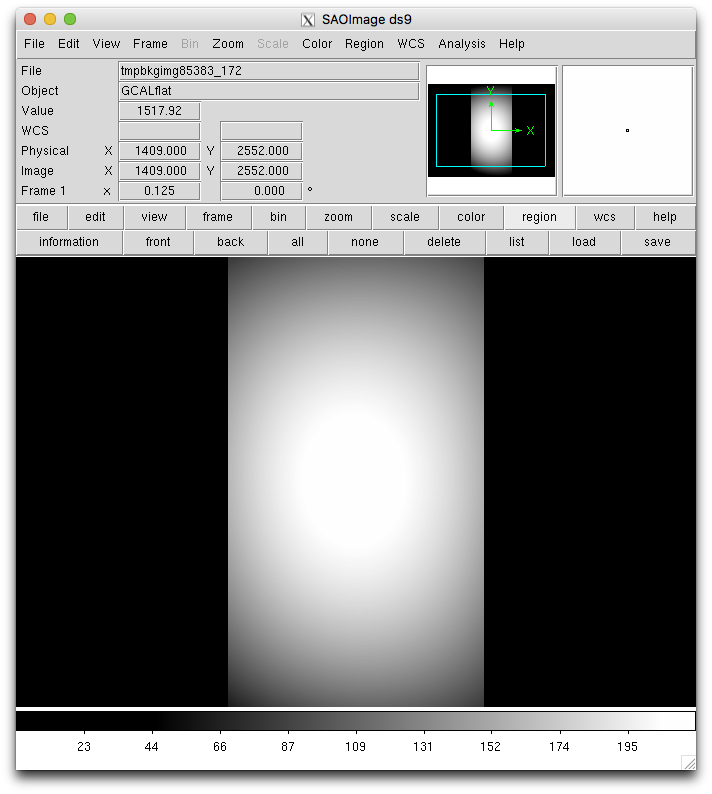 SAOImage ds9
File Edit View Frame Bin Zoom Scale Color Region WCS Analysis Help
File tmpbkgimg85383_172
Object GCALflat
Value 1517.92
WCS
Physical X 1409.000 Y 2552.000
Image X 1409.000 Y 2552.000
Frame 1 x 0.125 0.000 °
Y
X
file edit view frame bin zoom scale color region wcs help
information front back all none delete list load save
23 44 66 87 109 131 152 174 195